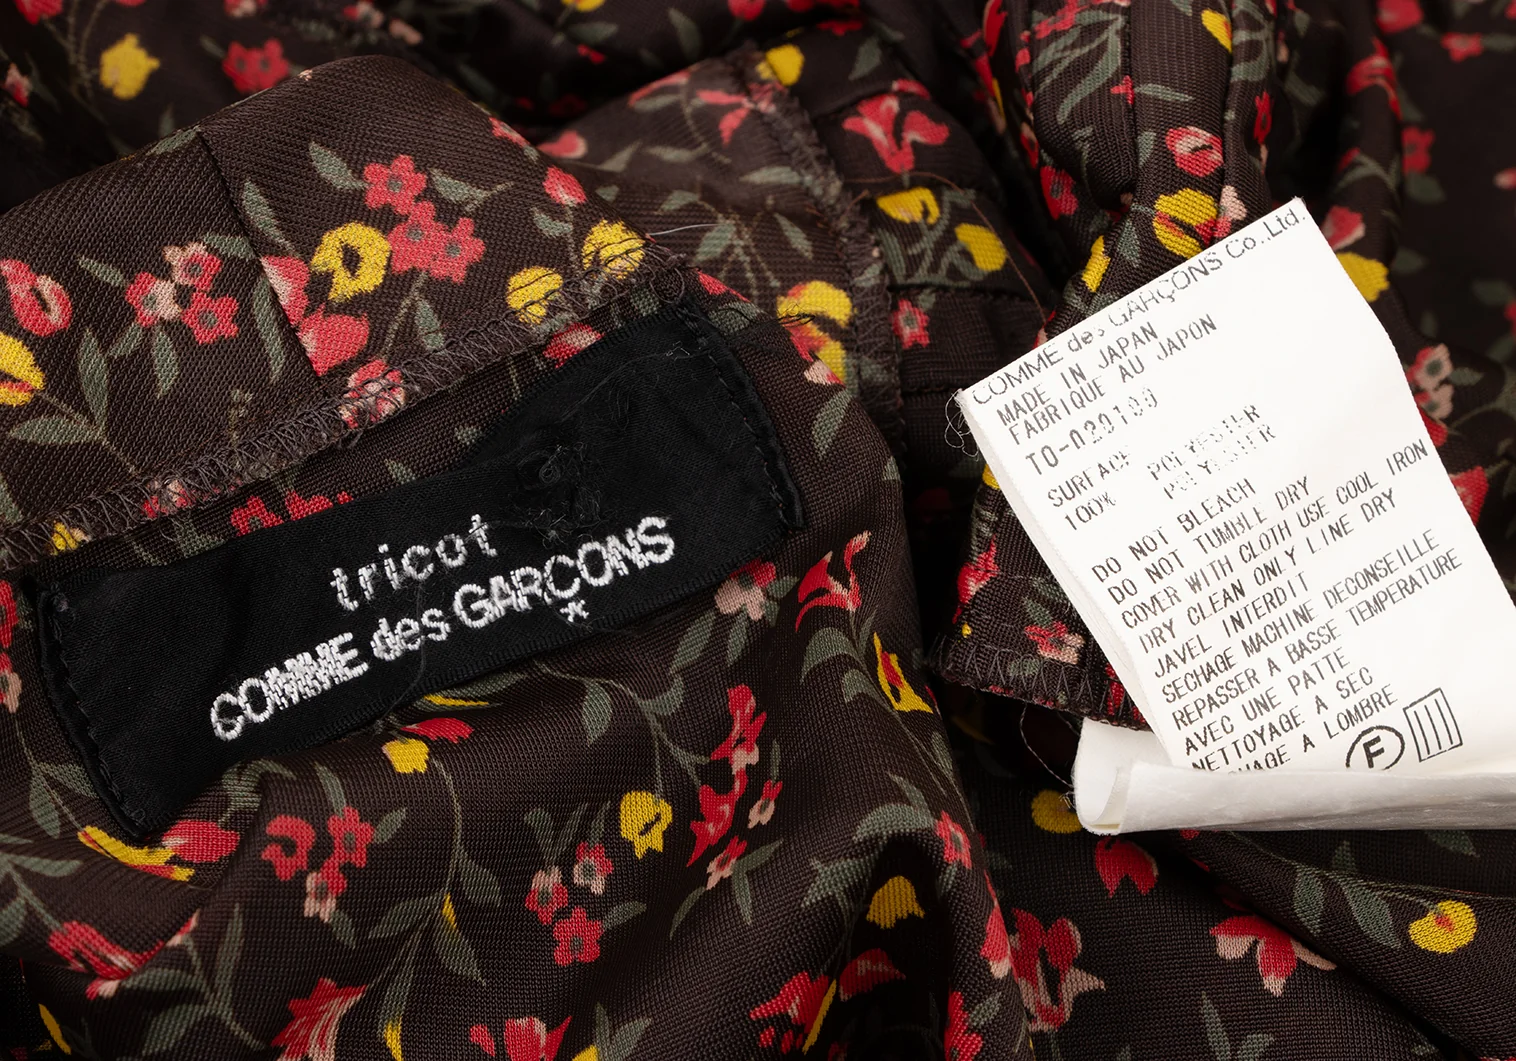 tricot
COMME des GARÇONS
*
COMME des GARÇONS Co.,Ltd.
MADE IN JAPAN
FABRIQUE AU JAPON
TO-020100
SURFACE POLYESTER
100% POLYESTER
DO NOT BLEACH
DO NOT TUMBLE DRY
COVER WITH CLOTH USE COOL IRON
DRY CLEAN ONLY LINE DRY
JAVEL INTERDIT
SECHAGE MACHINE DECONSEILLE
REPASSER A BASSE TEMPERATURE
AVEC UNE PATTE
NETTOYAGE A SEC
A LOMBRE
F